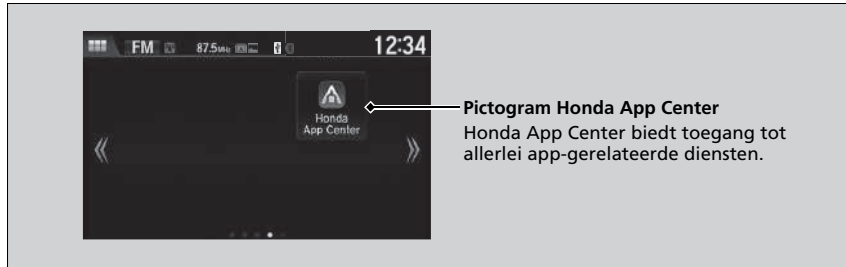 FM
87.5MHz
12:34
Honda
App Center
Pictogram Honda App Center
Honda App Center biedt toegang tot
allerlei app-gerelateerde diensten.